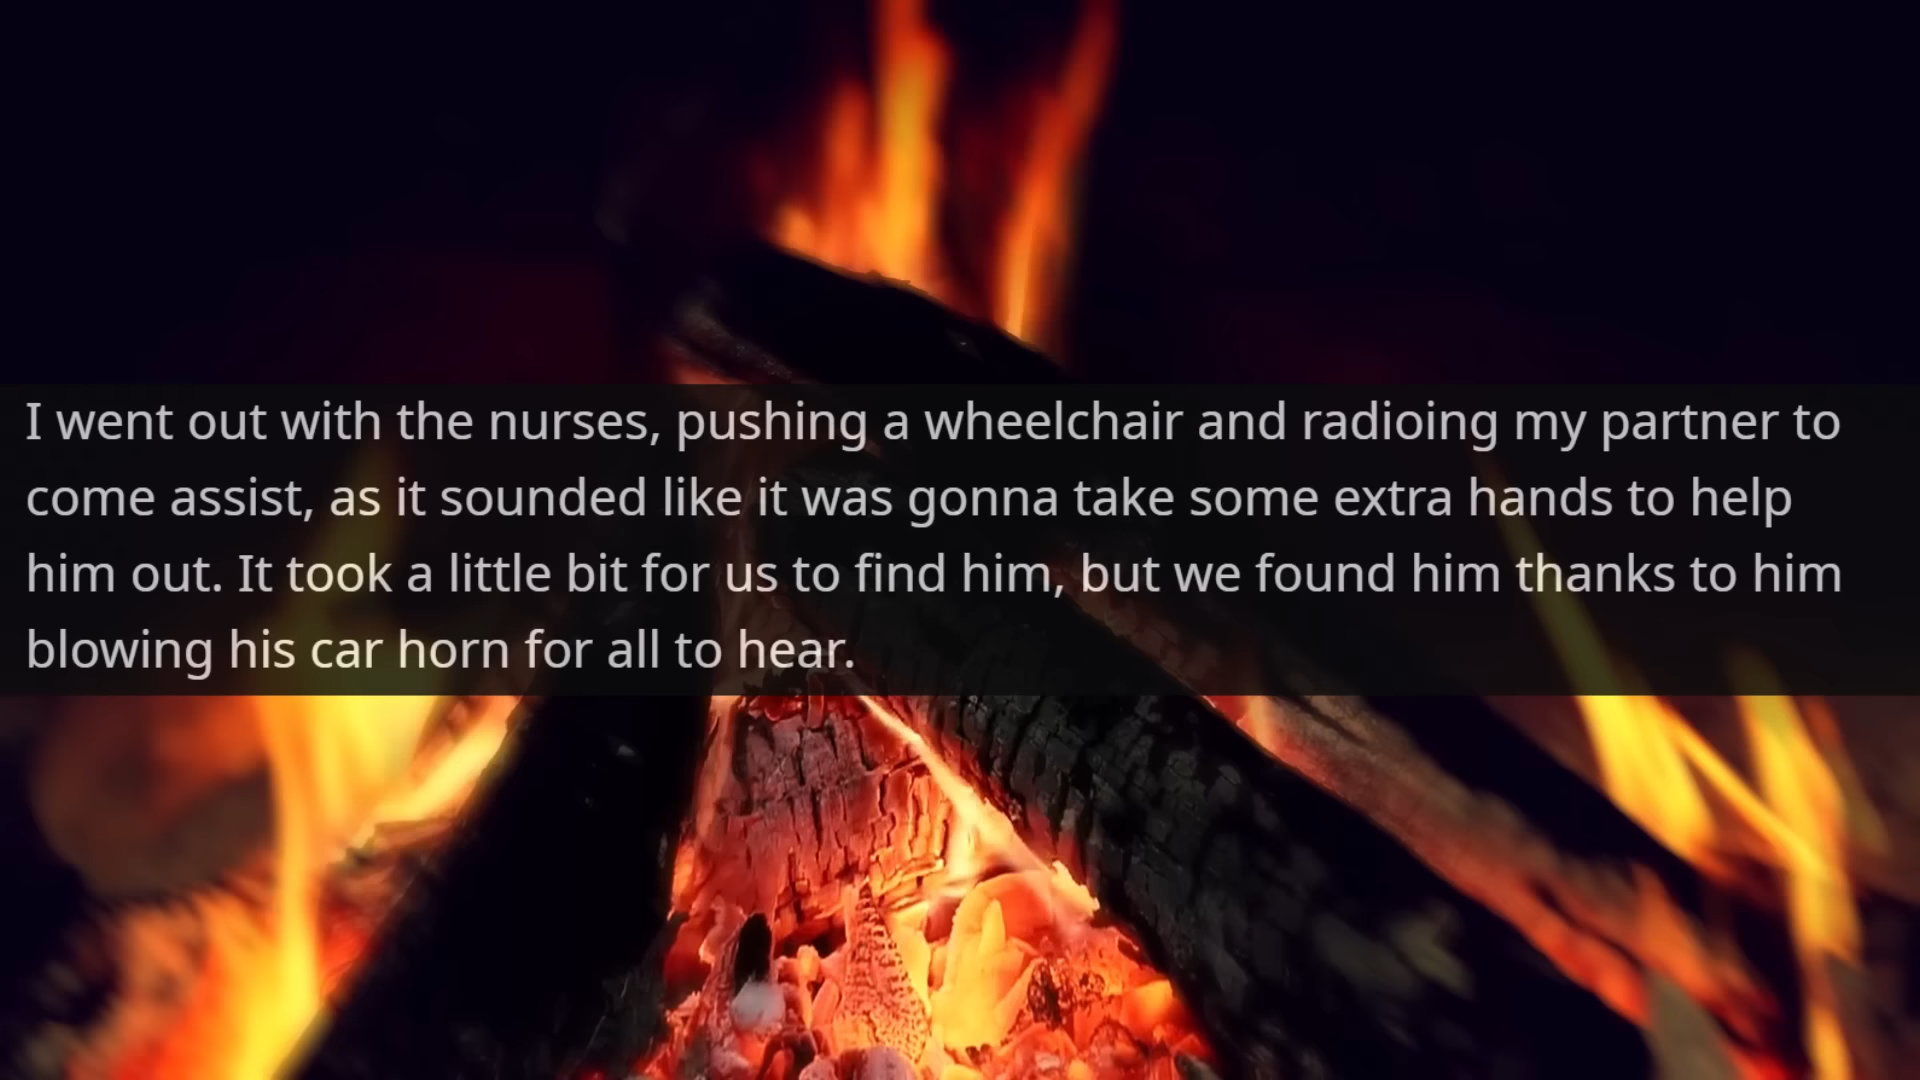 I went out with the nurses, pushing a wheelchair and radioing my partner to
come assist, as it sounded like it was gonna take some extra hands to help
him out. It took a little bit for us to find him, but we found him thanks to him
blowing his car horn for all to hear.